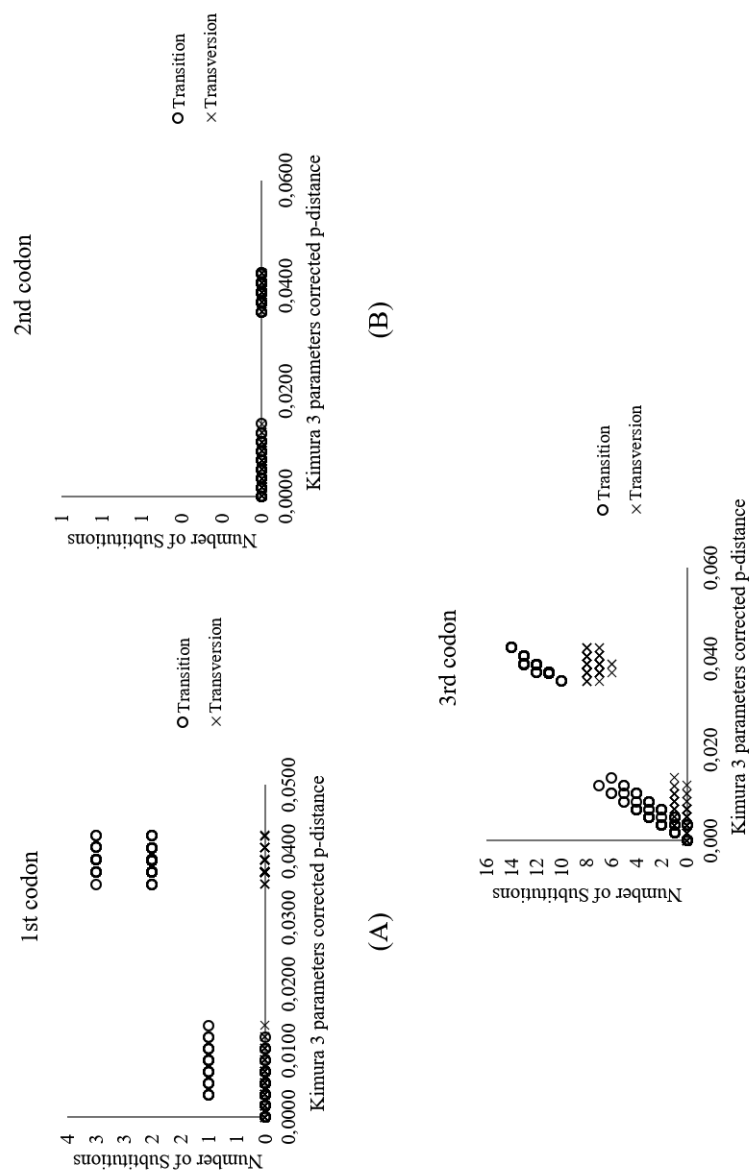 1st codon
Number of Subtitutions
4
3
3
2
2
1
1
0
0,0000
0,0100
0,0200
0,0300
0,0400
0,0500
Kimura 3 parameters corrected p-distance
Transition
Transversion
(A)
2nd codon
Number of Subtitutions
1
1
1
0
0
0
0,0000
0,0200
0,0400
0,0600
Kimura 3 parameters corrected p-distance
Transition
Transversion
(B)
3rd codon
Number of Subtitutions
16
14
12
10
8
6
4
2
0
0,000
0,020
0,040
0,060
Kimura 3 parameters corrected p-distance
Transition
Transversion